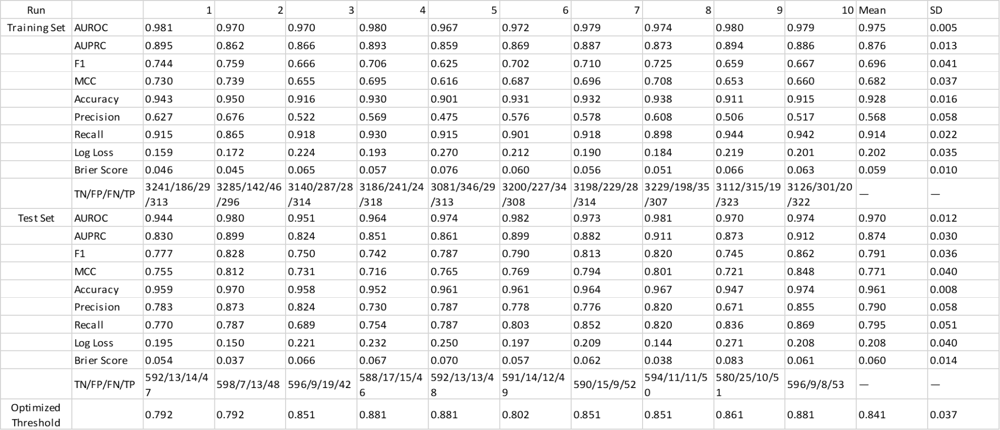 Run 1 2 3 4 5 6 7 8 9 10 Mean SD
Training Set AUROC 0.981 0.970 0.970 0.980 0.967 0.972 0.979 0.974 0.980 0.979 0.975 0.005
AUPRC 0.895 0.862 0.866 0.893 0.859 0.869 0.887 0.873 0.894 0.886 0.876 0.013
F1 0.744 0.759 0.666 0.706 0.625 0.702 0.710 0.725 0.659 0.667 0.696 0.041
MCC 0.730 0.739 0.655 0.695 0.616 0.687 0.696 0.708 0.653 0.660 0.682 0.037
Accuracy 0.943 0.950 0.916 0.930 0.901 0.931 0.932 0.938 0.911 0.915 0.928 0.016
Precision 0.627 0.676 0.522 0.569 0.475 0.576 0.578 0.608 0.506 0.517 0.568 0.058
Recall 0.915 0.865 0.918 0.930 0.915 0.901 0.918 0.898 0.944 0.942 0.914 0.022
Log Loss 0.159 0.172 0.224 0.193 0.270 0.212 0.190 0.184 0.219 0.201 0.202 0.035
Brier Score 0.046 0.045 0.065 0.057 0.076 0.060 0.056 0.051 0.066 0.063 0.059 0.010
TN/FP/FN/TP 3241/186/29 3285/142/46 3140/287/28 3186/241/24 3081/346/29 3200/227/34 3198/229/28 3229/198/35 3112/315/19 3126/301/20 — —
/313 /296 /314 /318 /313 /308 /314 /307 /323 /322
Test Set AUROC 0.944 0.980 0.951 0.964 0.974 0.982 0.973 0.981 0.970 0.974 0.970 0.012
AUPRC 0.830 0.899 0.824 0.851 0.861 0.899 0.882 0.911 0.873 0.912 0.874 0.030
F1 0.777 0.828 0.750 0.742 0.787 0.790 0.813 0.820 0.745 0.862 0.791 0.036
MCC 0.755 0.812 0.731 0.716 0.765 0.769 0.794 0.801 0.721 0.848 0.771 0.040
Accuracy 0.959 0.970 0.958 0.952 0.961 0.961 0.964 0.967 0.947 0.974 0.961 0.008
Precision 0.783 0.873 0.824 0.730 0.787 0.778 0.776 0.820 0.671 0.855 0.790 0.058
Recall 0.770 0.787 0.689 0.754 0.787 0.803 0.852 0.820 0.836 0.869 0.795 0.051
Log Loss 0.195 0.150 0.221 0.232 0.250 0.197 0.209 0.144 0.271 0.208 0.208 0.040
Brier Score 0.054 0.037 0.066 0.067 0.070 0.057 0.062 0.038 0.083 0.061 0.060 0.014
TN/FP/FN/TP 592/13/14/4 598/7/13/48 596/9/19/42 588/17/15/4 592/13/13/4 591/14/12/4 590/15/9/52 594/11/11/5 580/25/10/5 596/9/8/53 — —
7 6 8 9 0 1
Optimized
Threshold 0.792 0.792 0.851 0.881 0.881 0.802 0.851 0.851 0.861 0.881 0.841 0.037